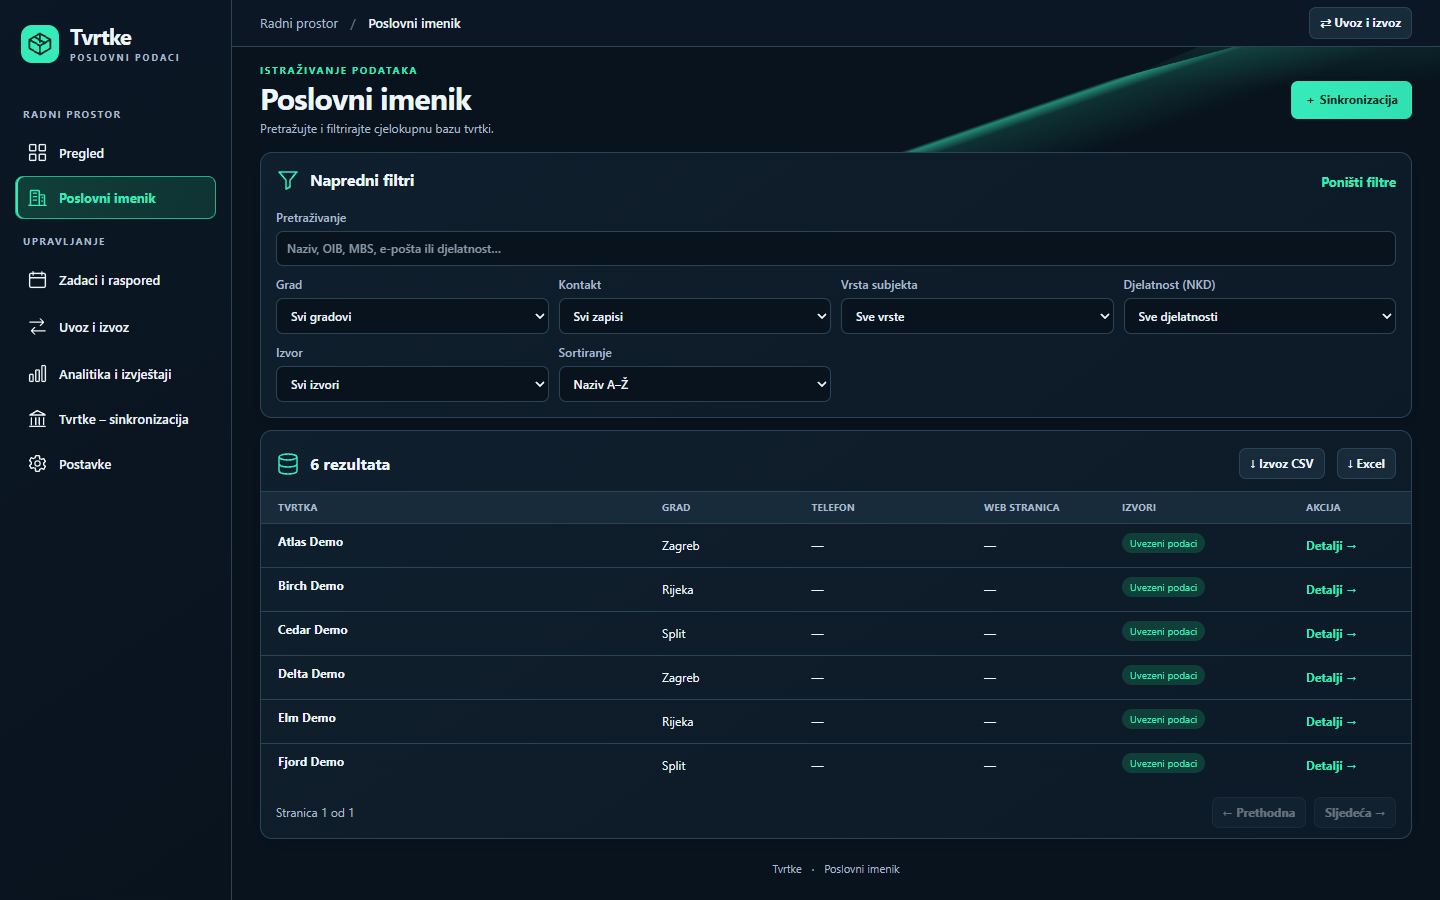 Tvrtke
POSLOVNI PODACI
RADNI PROSTOR
Pregled
Poslovni imenik
UPRAVLJANJE
Zadaci i raspored
Uvoz i izvoz
Analitika i izvještaji
Tvrtke – sinkronizacija
Postavke
Radni prostor / Poslovni imenik
⇄ Uvoz i izvoz
ISTRAŽIVANJE PODATAKA
Poslovni imenik
Pretražujte i filtrirajte cjelokupnu bazu tvrtki.
+ Sinkronizacija
Napredni filtri
Poništi filtre
Pretraživanje
Naziv, OIB, MBS, e-pošta ili djelatnost...
Grad Kontakt Vrsta subjekta Djelatnost (NKD)
Svi gradovi Svi zapisi Sve vrste Sve djelatnosti
Izvor Sortiranje
Svi izvori Naziv A–Ž
6 rezultata
↓ Izvoz CSV ↓ Excel
TVRTKA GRAD TELEFON WEB STRANICA IZVORI AKCIJA
Atlas Demo Zagreb — — Uvezeni podaci Detalji →
Birch Demo Rijeka — — Uvezeni podaci Detalji →
Cedar Demo Split — — Uvezeni podaci Detalji →
Delta Demo Zagreb — — Uvezeni podaci Detalji →
Elm Demo Rijeka — — Uvezeni podaci Detalji →
Fjord Demo Split — — Uvezeni podaci Detalji →
Stranica 1 od 1
← Prethodna Sljedeća →
Tvrtke · Poslovni imenik